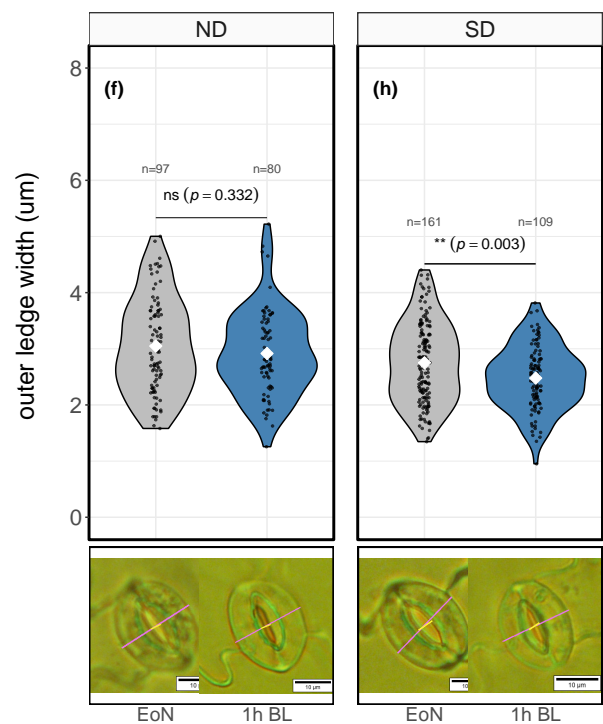 ND
SD
outer ledge width (um)
8
6
4
2
0
(f)
n=97
n=80
ns (p = 0.332)
(h)
n=161
n=109
** (p = 0.003)
10
10 µm
10
10 µm
EoN
1h BL
EoN
1h BL